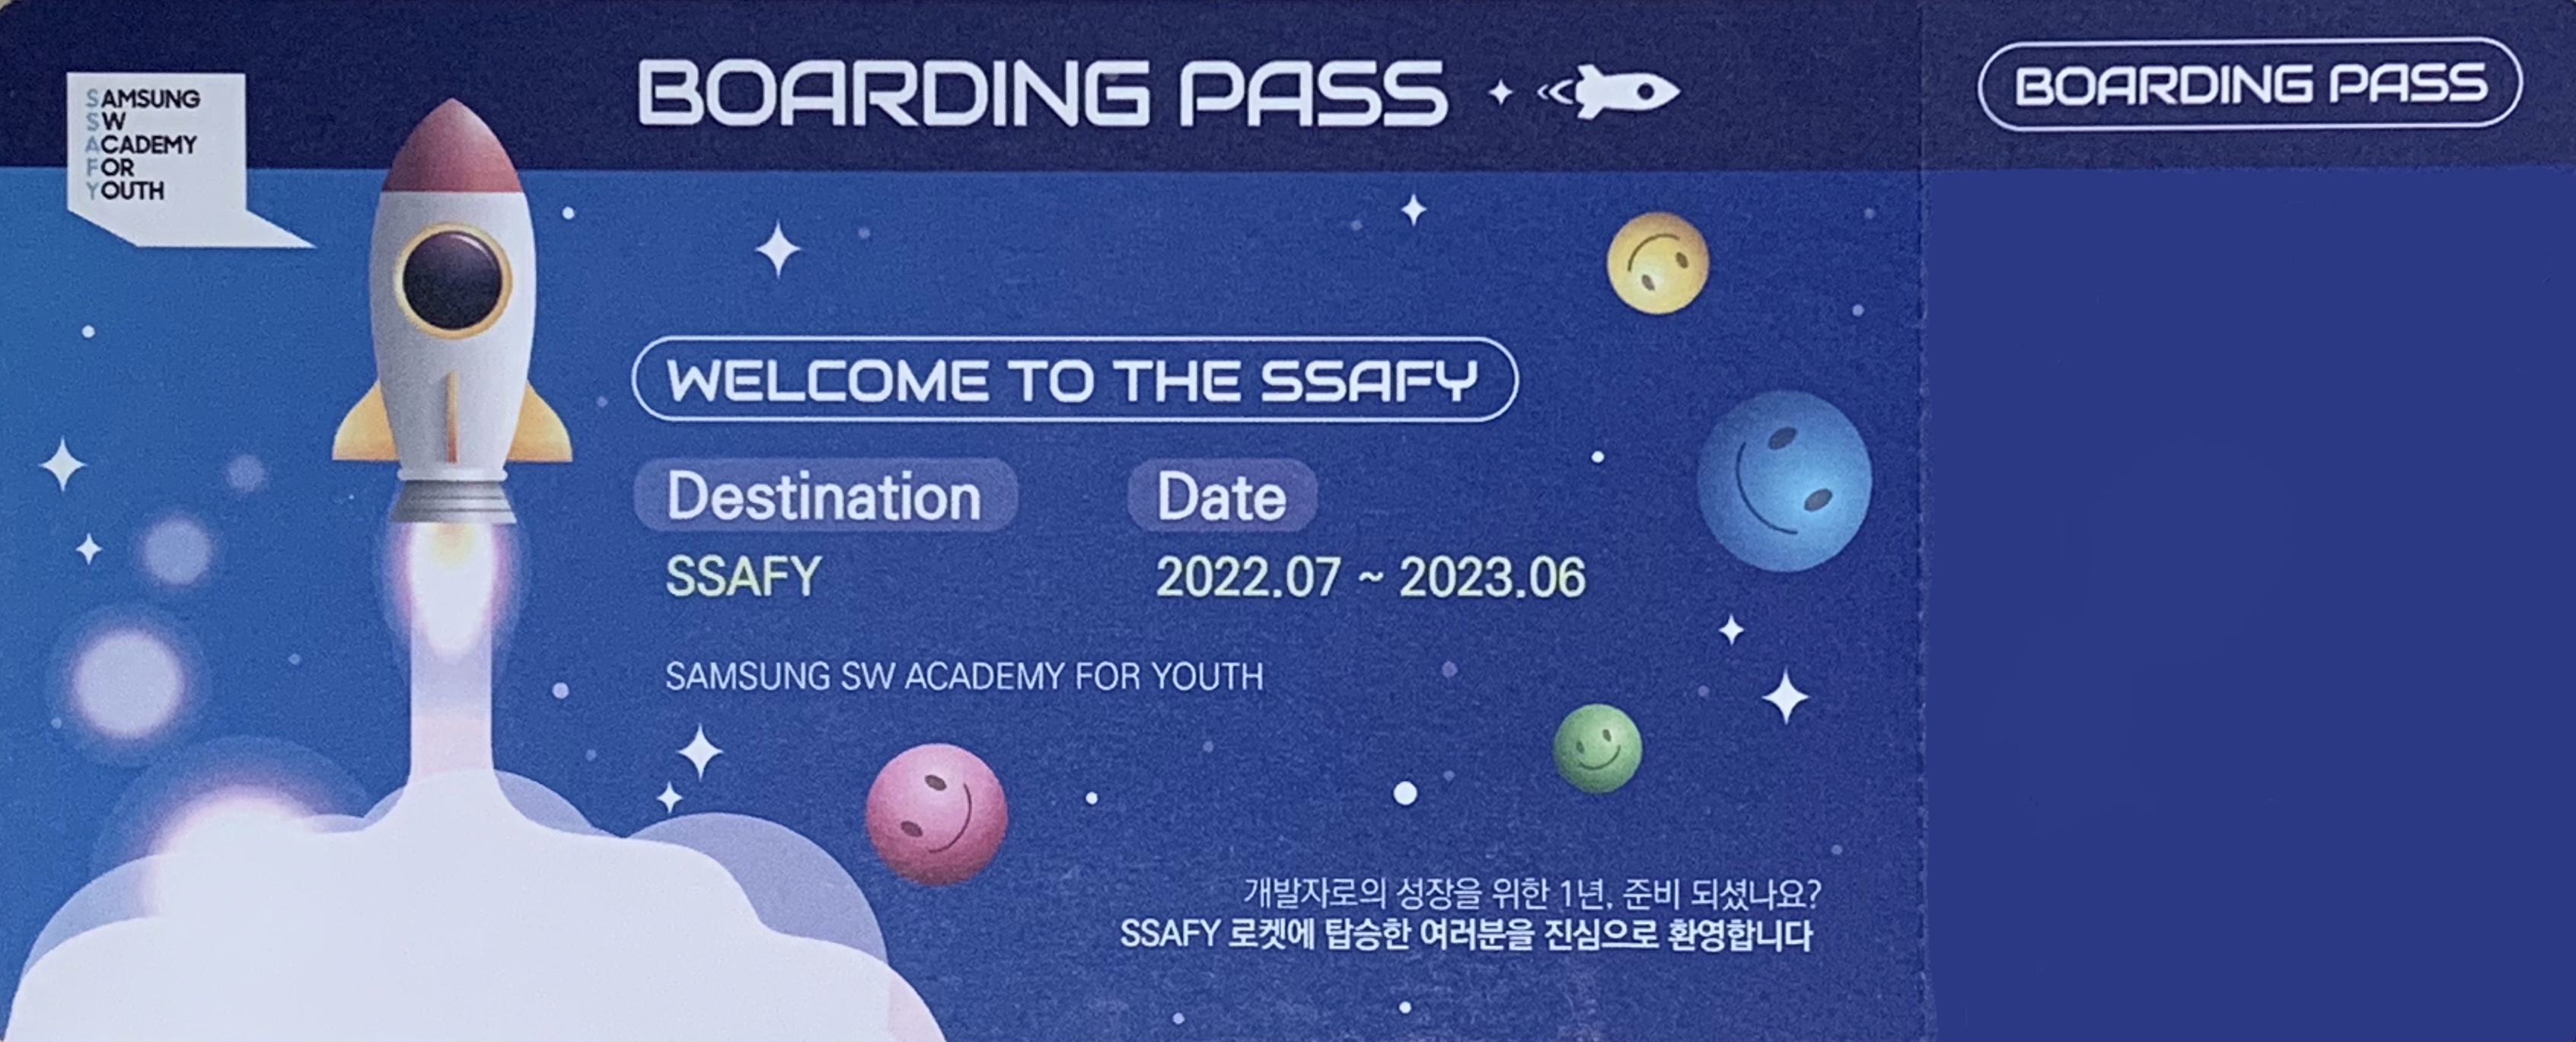 SAMSUNG
SW
ACADEMY
FOR
YOUTH
BOARDING PASS
BOARDING PASS
WELCOME TO THE SSAFY
Destination
Date
SSAFY
2022.07 ~ 2023.06
SAMSUNG SW ACADEMY FOR YOUTH
개발자로의 성장을 위한 1년, 준비 되셨나요?
SSAFY 로켓에 탑승한 여러분을 진심으로 환영합니다